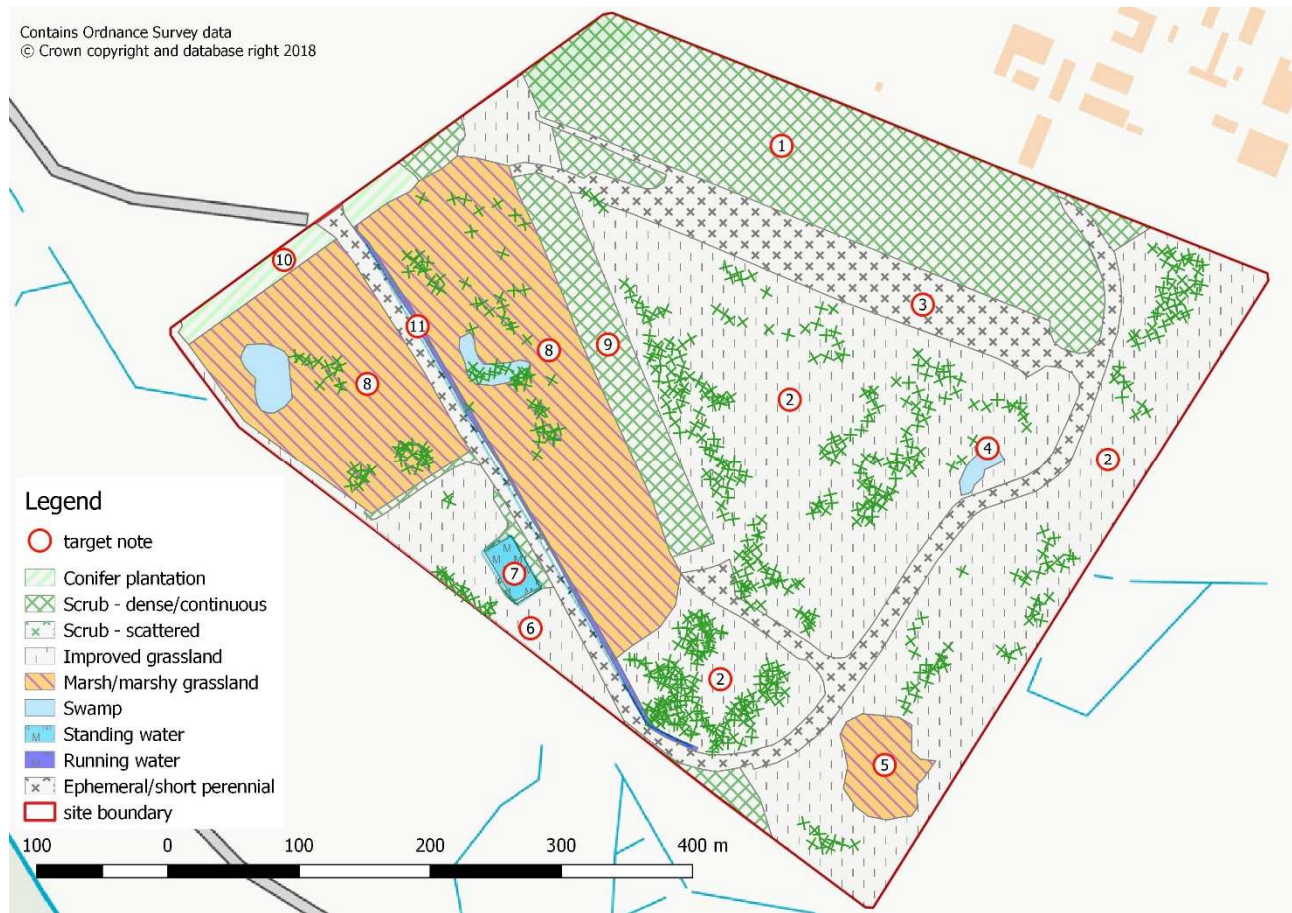 Contains Ordnance Survey data
© Crown copyright and database right 2018
1
10
3
11
8
9
8
2
4
2
7
6
2
5
Legend
target note
Conifer plantation
Scrub - dense/continuous
Scrub - scattered
Improved grassland
Marsh/marshy grassland
Swamp
Standing water
Running water
Ephemeral/short perennial
site boundary
100 0 100 200 300 400 m